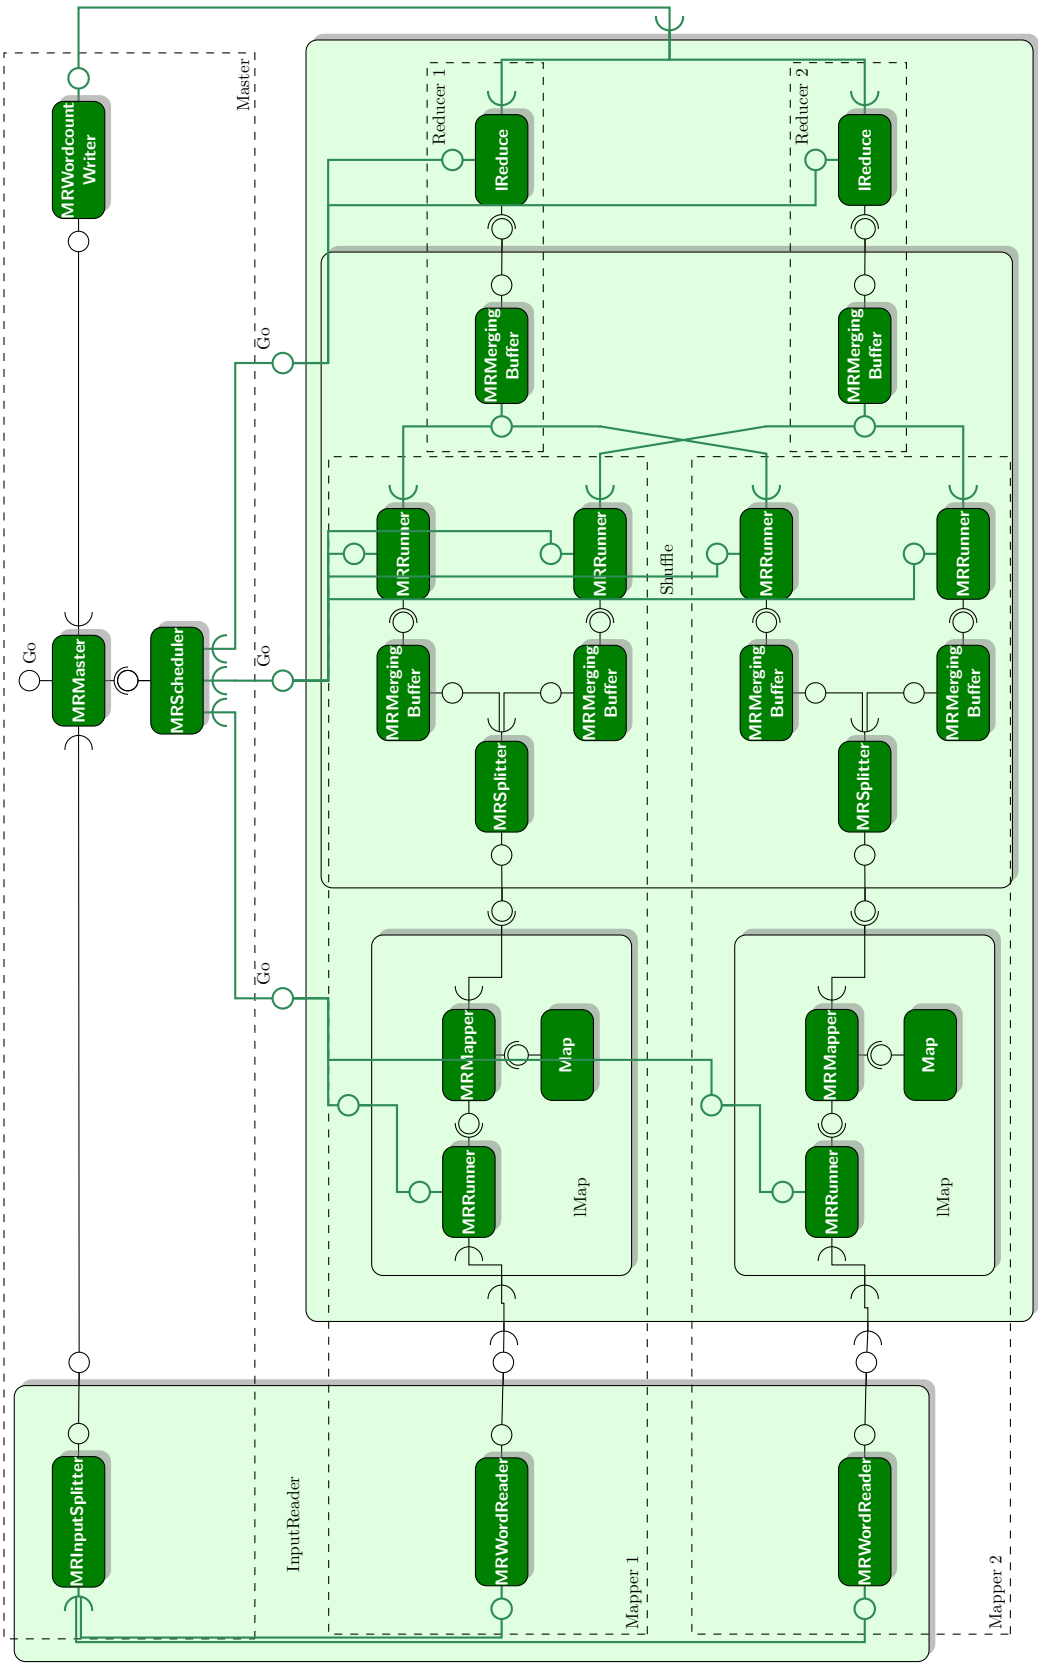 Go
MRInputSplitter
MRMaster
MRWordcount
Writer
MRScheduler
Master
Go
Go
Go
InputReader
MRMerging
Buffer
MRRunner
Reducer 1
MRRunner
MRMapper
MRWordReader
MRSplitter
MRMerging
Buffer
lReduce
Map
lMap
MRMerging
Buffer
MRRunner
Mapper 1
Shuffle
MRMerging
Buffer
MRRunner
Reducer 2
MRRunner
MRMapper
MRWordReader
MRSplitter
MRMerging
Buffer
lReduce
Map
lMap
MRMerging
Buffer
MRRunner
Mapper 2